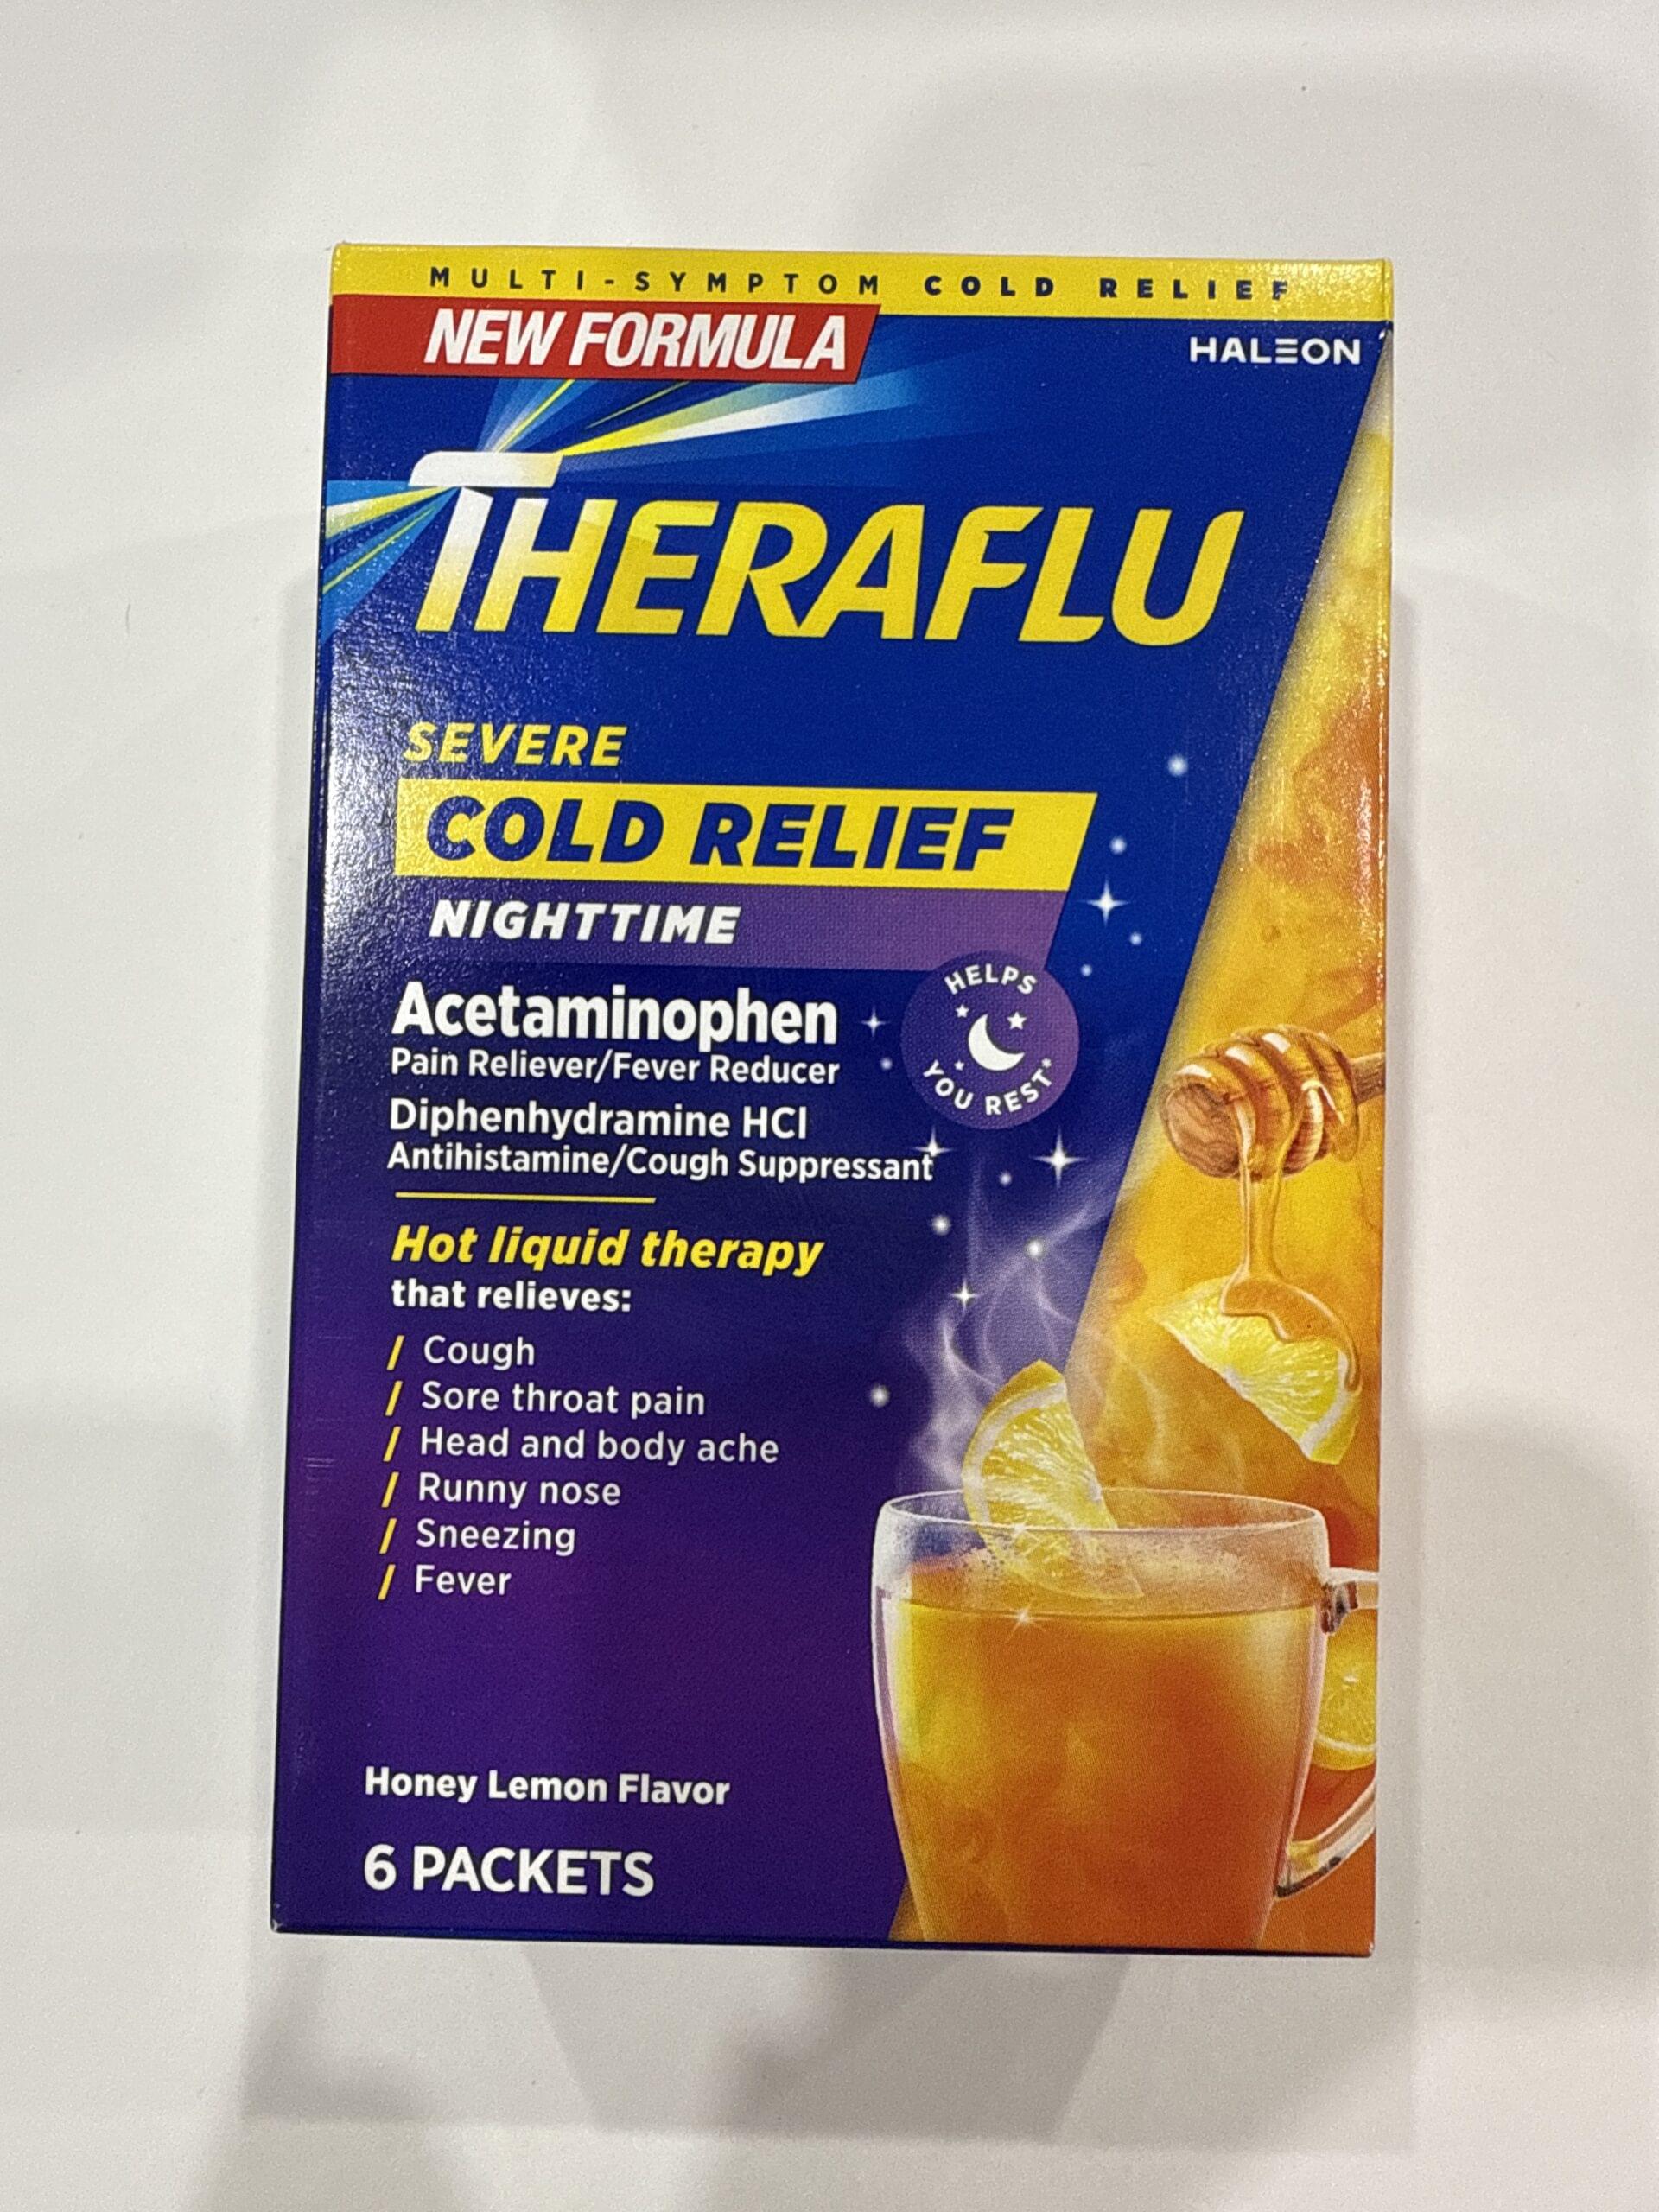 MULTI-SYMPTOM COLD RELIEF
NEW FORMULA
HALEON
THERAFLU
SEVERE
COLD RELIEF
NIGHTTIME
Acetaminophen
Pain Reliever/Fever Reducer
Diphenhydramine HCl
Antihistamine/Cough Suppressant
HELPS
YOU REST*
Hot liquid therapy
that relieves:
/ Cough
/ Sore throat pain
/ Head and body ache
/ Runny nose
/ Sneezing
/ Fever
Honey Lemon Flavor
6 PACKETS